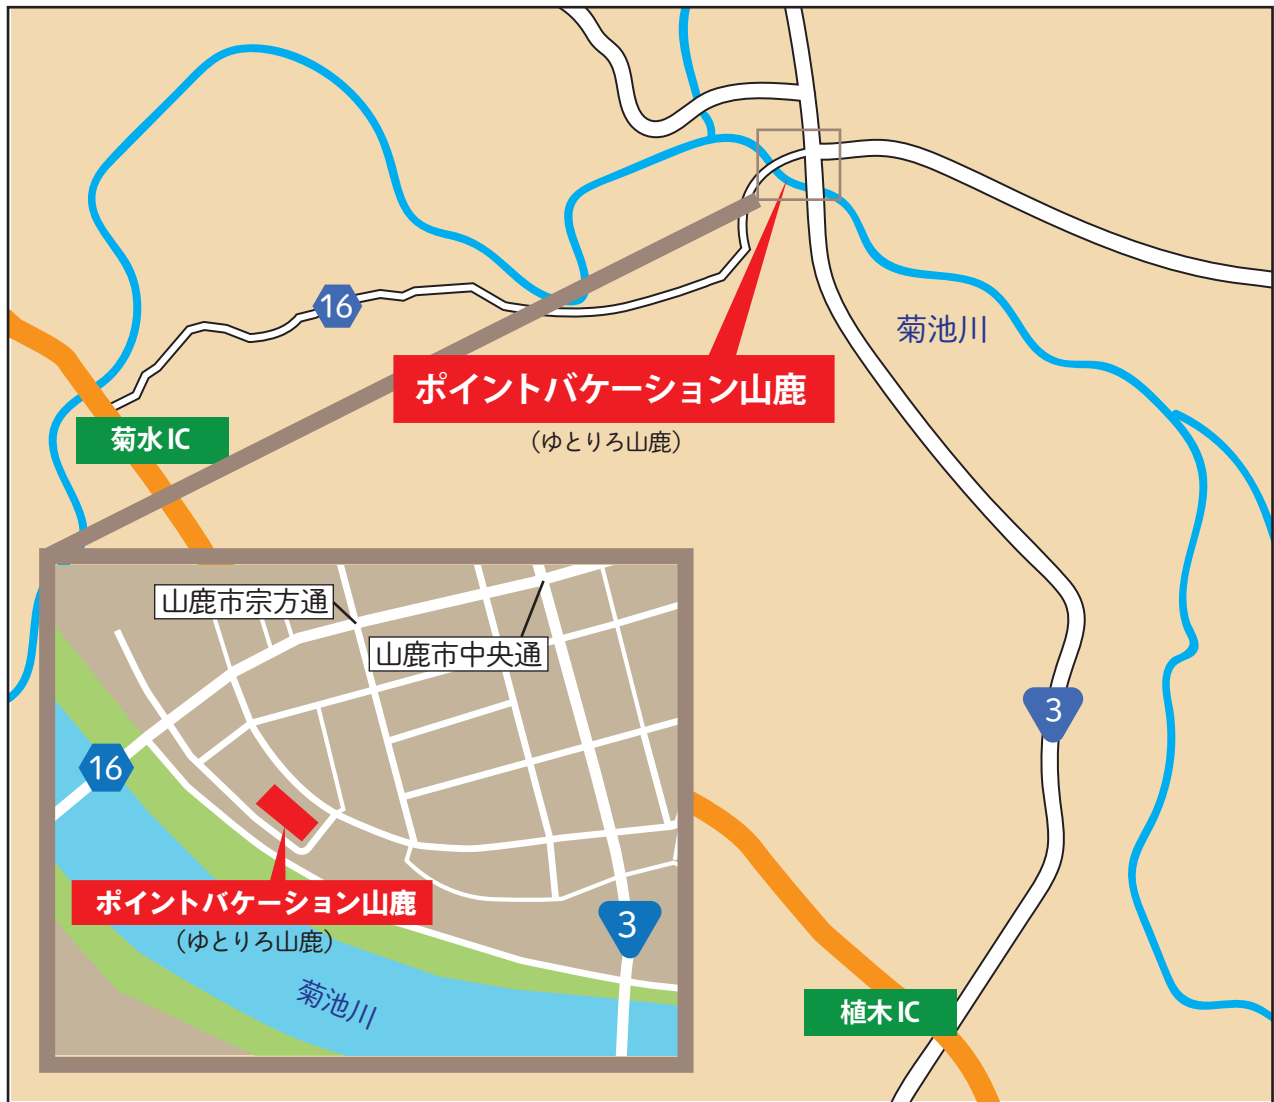 16
菊池川
ポイントバケーション山鹿
（ゆとりろ山鹿）
菊水IC
山鹿市宗方通
山鹿市中央通
3
16
ポイントバケーション山鹿
（ゆとりろ山鹿）
3
菊池川
植木IC